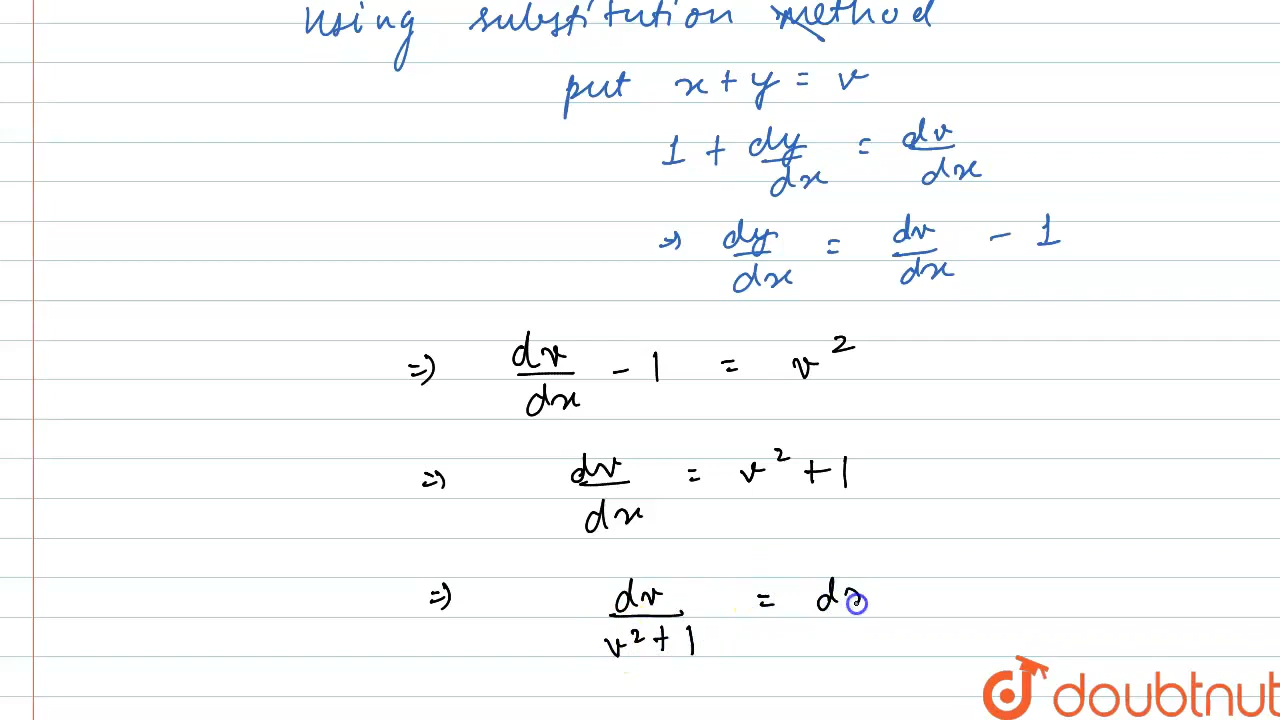 Using substitution method
put x + y = v
1 + dy/dx = dv/dx
⇒ dy/dx = dv/dx - 1
⇒) dv/dx - 1 = v²
⇒) dv/dx = v² + 1
⇒) dv/v² + 1 = dx
doubtnut